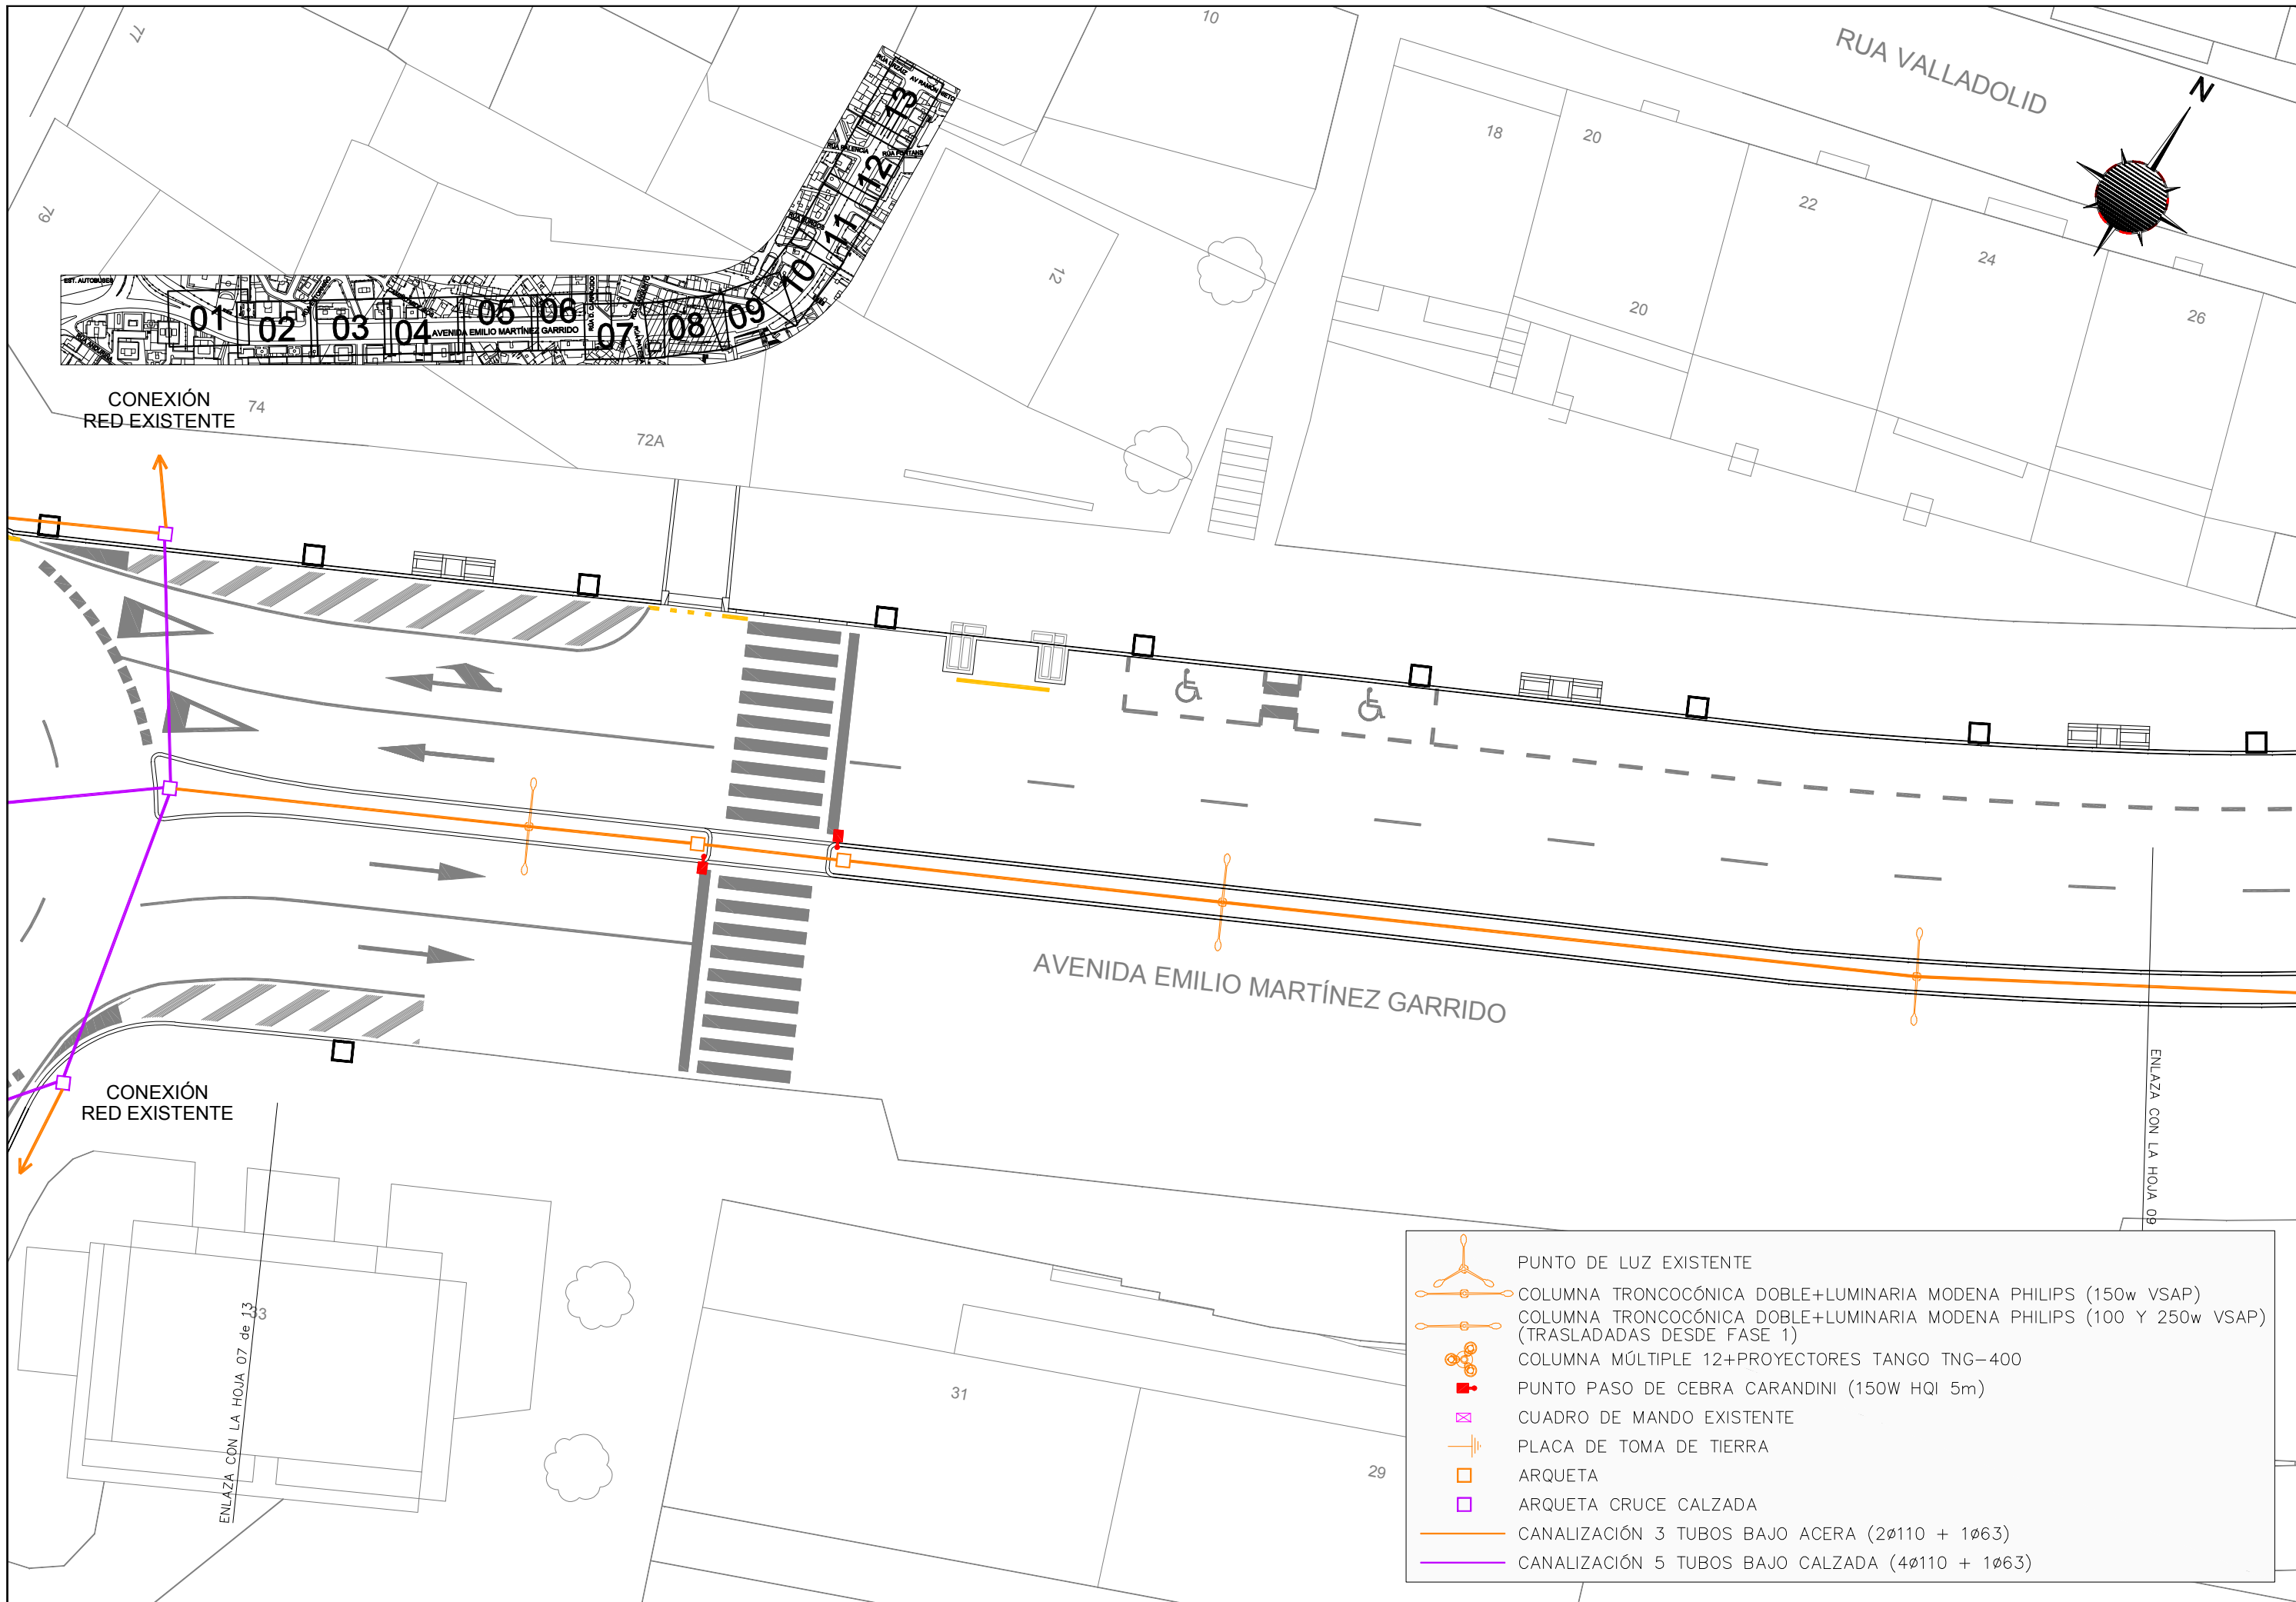 77
10
RUA VALLADOLID
N
18
20
22
24
26
20
79
12
13
12
11
10
09
08
07
06
05
04
03
02
01
EST. AUTOBUSES
AVENIDA EMILIO MARTÍNEZ GARRIDO
CONEXIÓN
RED EXISTENTE
74
72A
AVENIDA EMILIO MARTÍNEZ GARRIDO
CONEXIÓN
RED EXISTENTE
ENLAZA CON LA HOJA 09
ENLAZA CON LA HOJA 07 de 13
33
31
29
PUNTO DE LUZ EXISTENTE
COLUMNA TRONCOCÓNICA DOBLE+LUMINARIA MODENA PHILIPS (150w VSAP)
COLUMNA TRONCOCÓNICA DOBLE+LUMINARIA MODENA PHILIPS (100 Y 250w VSAP)
(TRASLADADAS DESDE FASE 1)
COLUMNA MÚLTIPLE 12+PROYECTORES TANGO TNG-400
PUNTO PASO DE CEBRA CARANDINI (150W HQI 5m)
CUADRO DE MANDO EXISTENTE
PLACA DE TOMA DE TIERRA
ARQUETA
ARQUETA CRUCE CALZADA
CANALIZACIÓN 3 TUBOS BAJO ACERA (2ø110 + 1ø63)
CANALIZACIÓN 5 TUBOS BAJO CALZADA (4ø110 + 1ø63)